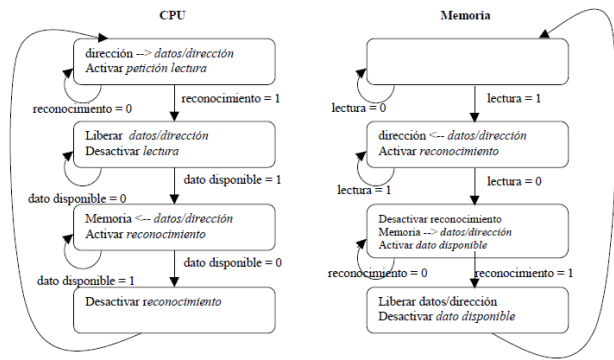 CPU
dirección --> datos/dirección
Activar petición lectura
reconocimiento = 0
reconocimiento = 1
Liberar datos/dirección
Desactivar lectura
dato disponible = 0
dato disponible = 1
Memoria <-- datos/dirección
Activar reconocimiento
dato disponible = 1
dato disponible = 0
Desactivar reconocimiento
Memoria
lectura = 0
lectura = 1
dirección <-- datos/dirección
Activar reconocimiento
lectura = 1
lectura = 0
Desactivar reconocimiento
Memoria --> datos/dirección
Activar dato disponible
reconocimiento = 0
reconocimiento = 1
Liberar datos/dirección
Desactivar dato disponible